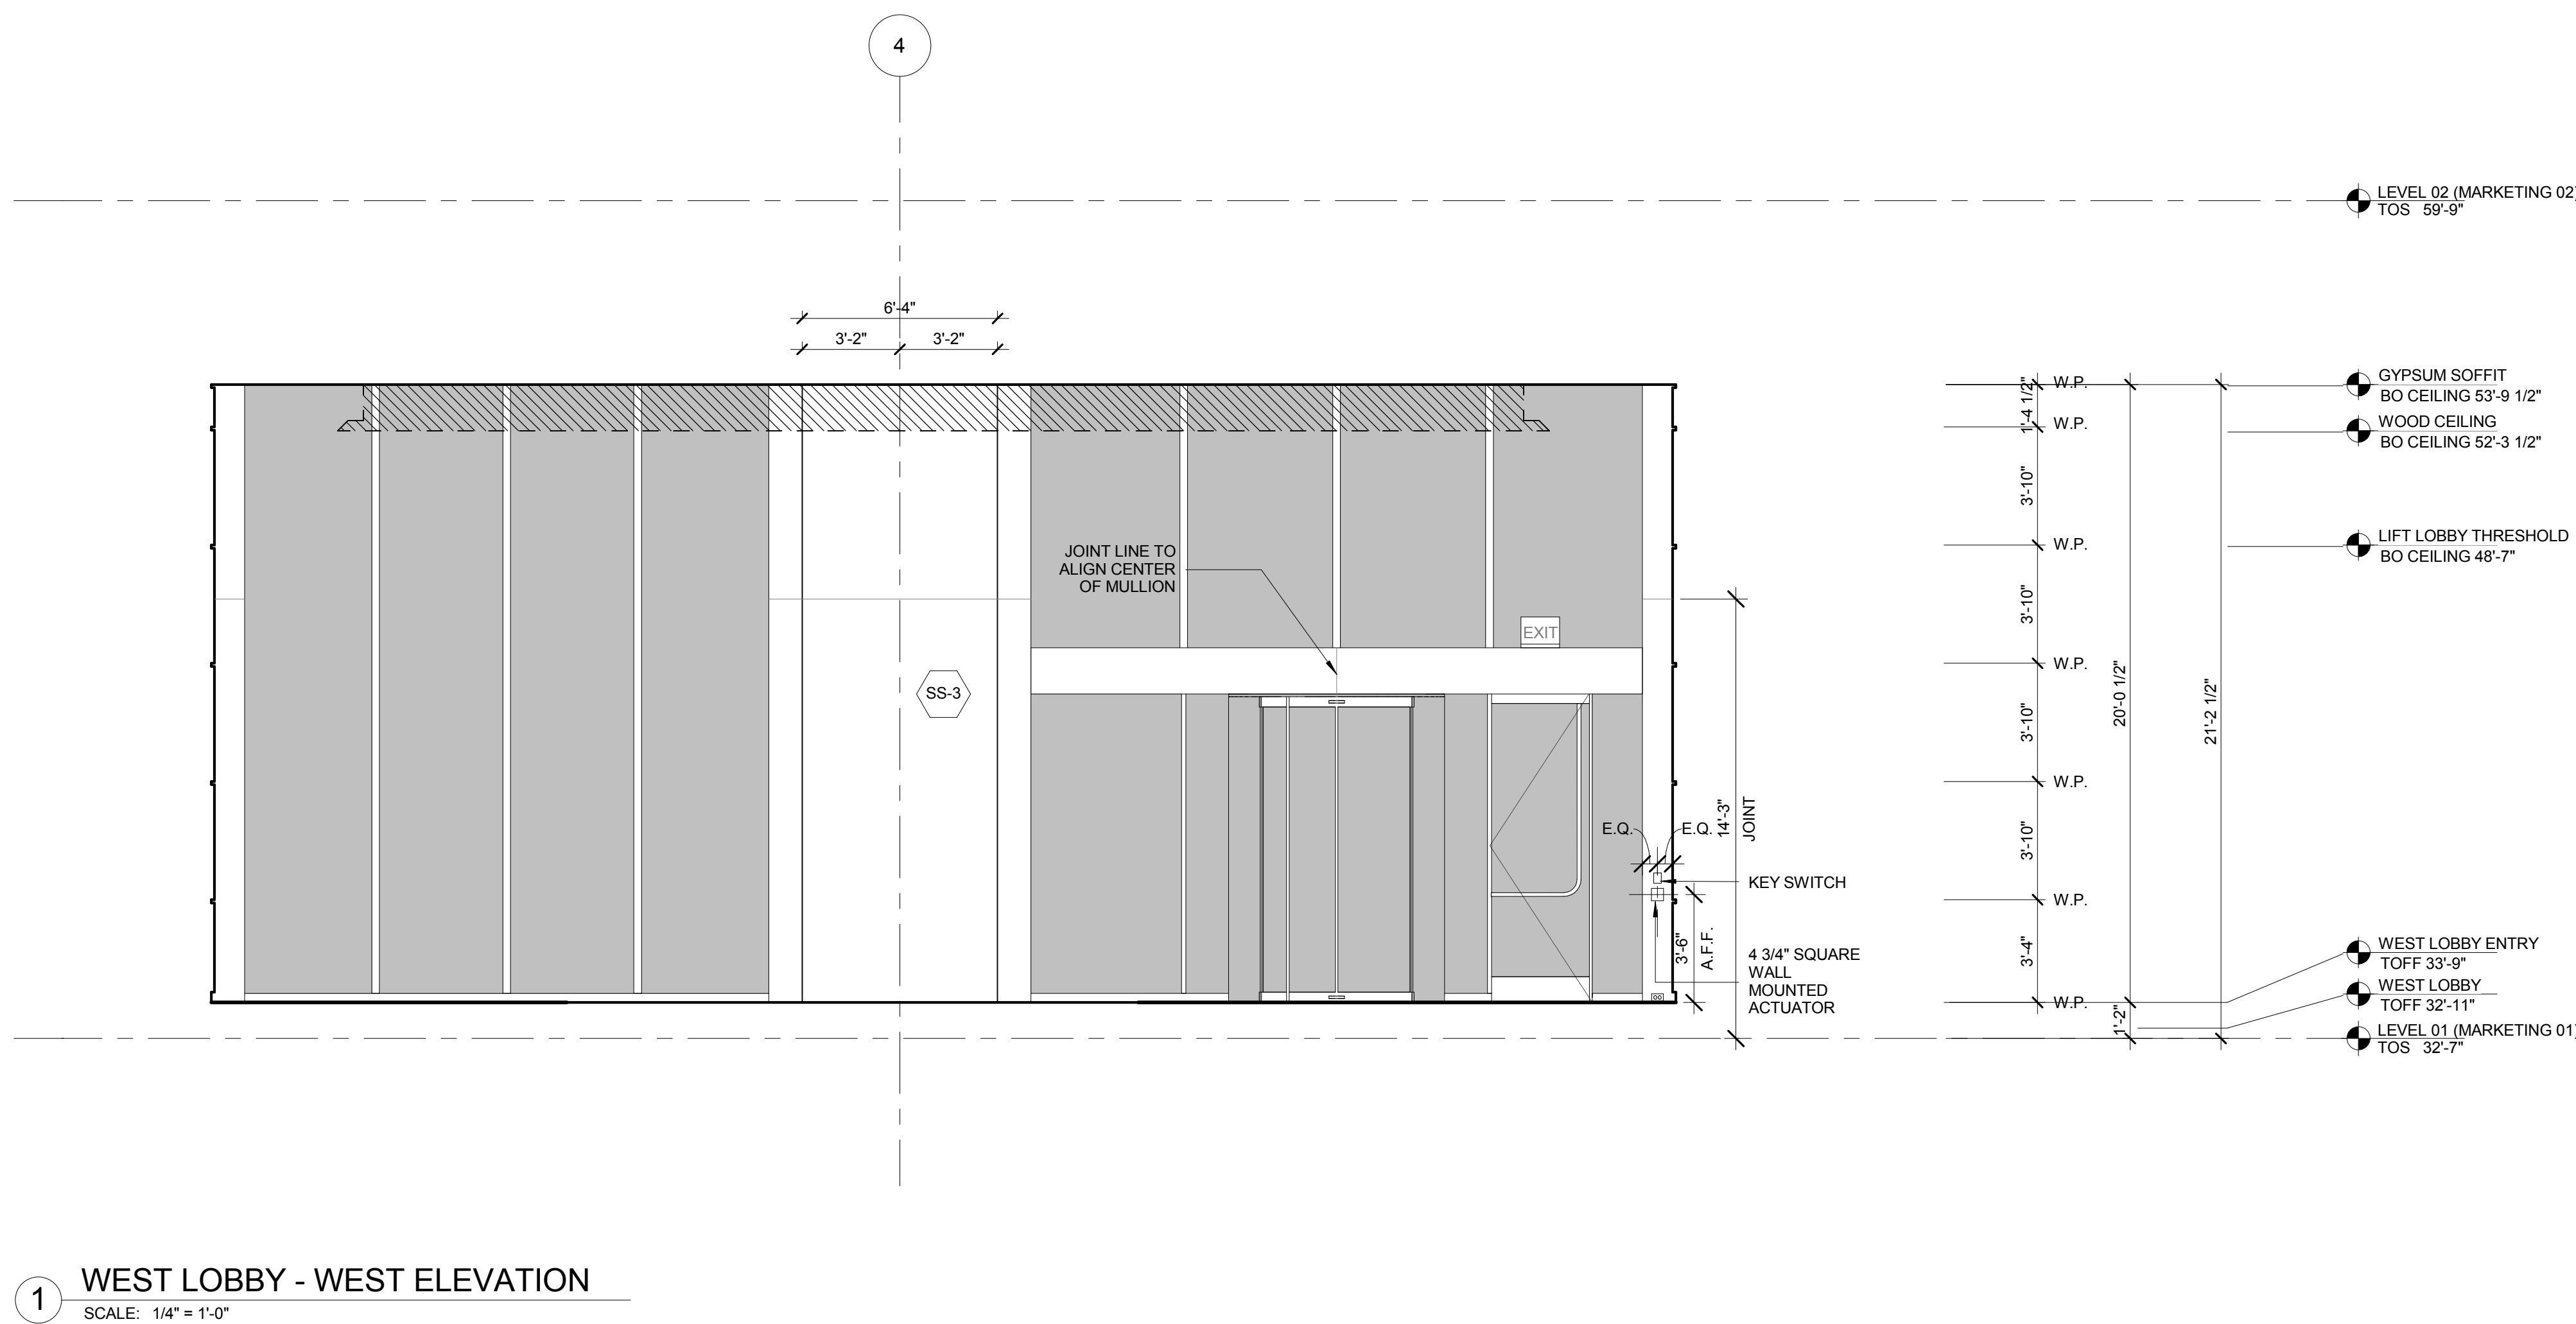 4
LEVEL 02 (MARKETING 02)
TOS 59'-9"
6'-4"
3'-2" 3'-2"
1'-4 1/2"
W.P.
GYPSUM SOFFIT
BO CEILING 53'-9 1/2"
W.P.
WOOD CEILING
BO CEILING 52'-3 1/2"
3'-10"
W.P.
LIFT LOBBY THRESHOLD
BO CEILING 48'-7"
JOINT LINE TO
ALIGN CENTER
OF MULLION
3'-10"
EXIT
W.P.
SS-3
20'-0 1/2"
21'-2 1/2"
3'-10"
W.P.
14'-3"
JOINT
E.Q. E.Q.
3'-10"
KEY SWITCH
W.P.
3'-6"
A.F.F.
4 3/4" SQUARE
WALL
MOUNTED
ACTUATOR
3'-4"
WEST LOBBY ENTRY
TOFF 33'-9"
W.P.
WEST LOBBY
TOFF 32'-11"
1'-2"
LEVEL 01 (MARKETING 01)
TOS 32'-7"
1
WEST LOBBY - WEST ELEVATION
SCALE: 1/4" = 1'-0"